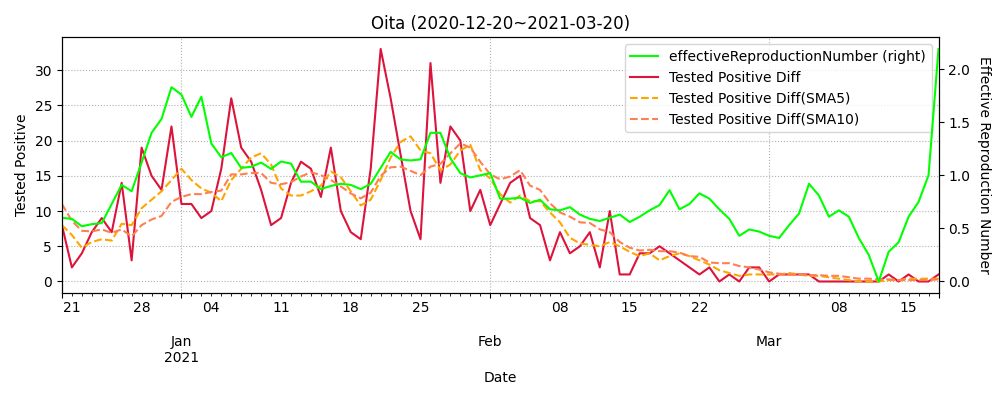 Oita (2020-12-20~2021-03-20)
effectiveReproductionNumber (right)
Tested Positive Diff
Tested Positive Diff(SMA5)
Tested Positive Diff(SMA10)
Tested Positive
30
25
20
15
10
5
0
2.0
1.5
1.0
0.5
0.0
Effective Reproduction Number
21 28 04 11 18 25 08 15 22 08 15
Jan Feb Mar
2021
Date